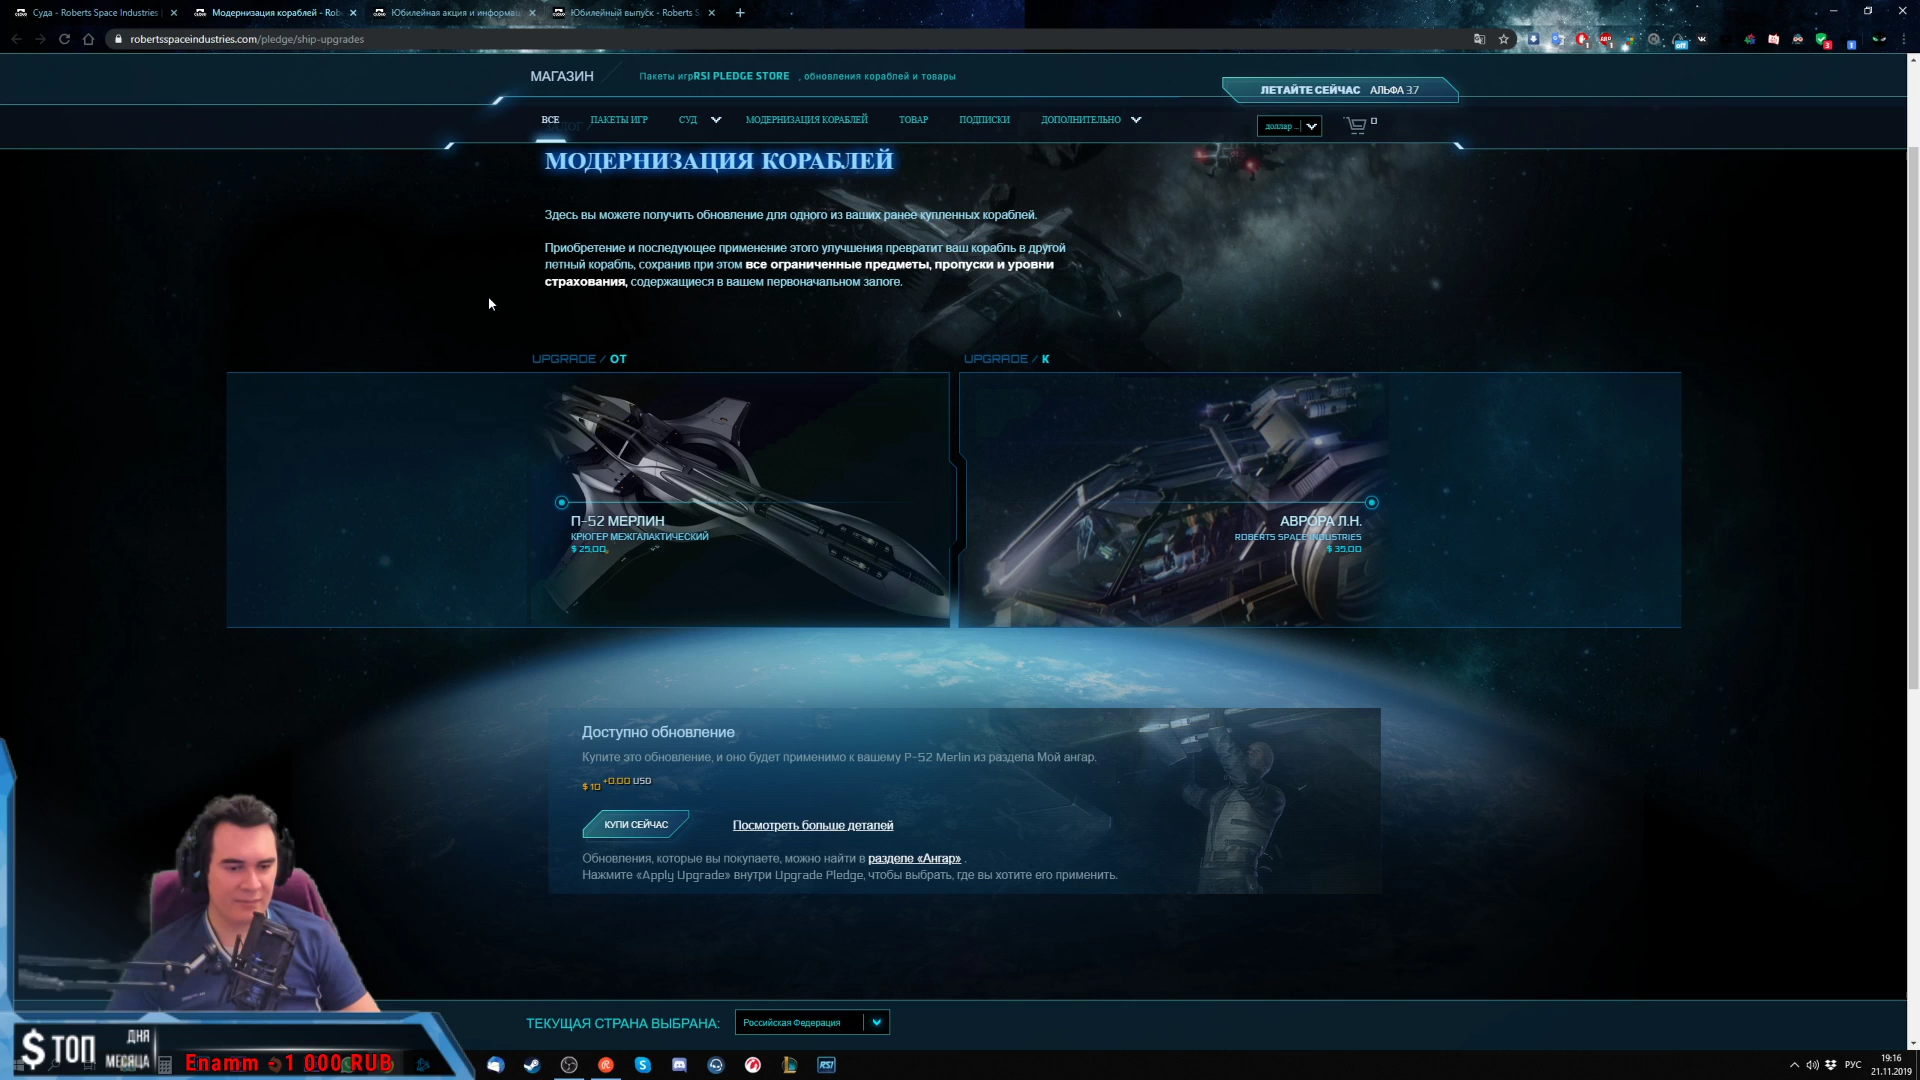 Суда - Roberts Space Industries
Модернизация кораблей - Rob
Юбилейная акция и информац
Юбилейный выпуск - Roberts S
robertsspaceindustries.com/pledge/ship-upgrades
МАГАЗИН
Пакеты игрRSI PLEDGE STORE , обновления кораблей и товары
ЛЕТАЙТЕ СЕЙЧАС АЛЬФА 3.7
ВСЕ
ПАКЕТЫ ИГР
СУД
МОДЕРНИЗАЦИЯ КОРАБЛЕЙ
ТОВАР
ПОДПИСКИ
ДОПОЛНИТЕЛЬНО
доллар ...
0
МОДЕРНИЗАЦИЯ КОРАБЛЕЙ
Здесь вы можете получить обновление для одного из ваших ранее купленных кораблей.
Приобретение и последующее применение этого улучшения превратит ваш корабль в другой
летный корабль, сохранив при этом все ограниченные предметы, пропуски и уровни
страхования, содержащиеся в вашем первоначальном залоге.
UPGRADE / ОТ
UPGRADE / К
П-52 МЕРЛИН
КРЮГЕР МЕЖГАЛАКТИЧЕСКИЙ
$ 25.00
АВРОРА Л.Н.
ROBERTS SPACE INDUSTRIES
$ 35.00
Доступно обновление
Купите это обновление, и оно будет применимо к вашему P-52 Merlin из раздела Мой ангар.
$ 10 +0.00 USD
КУПИ СЕЙЧАС
Посмотреть больше деталей
Обновления, которые вы покупаете, можно найти в разделе «Ангар» .
Нажмите «Apply Upgrade» внутри Upgrade Pledge, чтобы выбрать, где вы хотите его применить.
ТЕКУЩАЯ СТРАНА ВЫБРАНА:
Российская Федерация
$ТОП
ДНЯ
МЕСЯЦА
Enamm - 1 000 RUB
РУС
19:16
21.11.2019